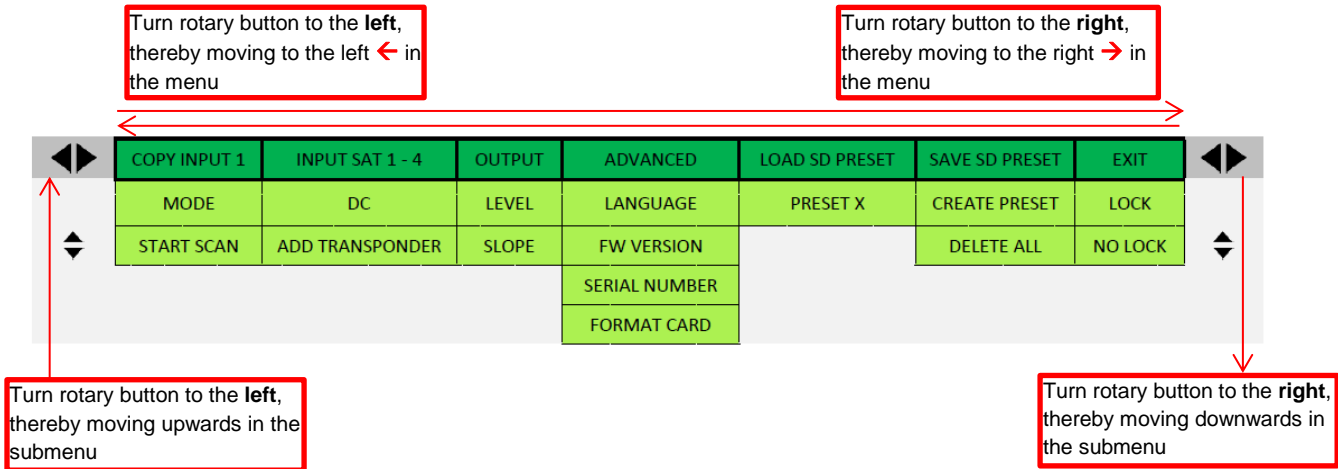 Turn rotary button to the left,
thereby moving to the left ← in
the menu
Turn rotary button to the right,
thereby moving to the right → in
the menu
COPY INPUT 1 INPUT SAT 1 - 4 OUTPUT ADVANCED LOAD SD PRESET SAVE SD PRESET EXIT
MODE DC LEVEL LANGUAGE PRESET X CREATE PRESET LOCK
START SCAN ADD TRANSPONDER SLOPE FW VERSION DELETE ALL NO LOCK
SERIAL NUMBER
FORMAT CARD
Turn rotary button to the left,
thereby moving upwards in the
submenu
Turn rotary button to the right,
thereby moving downwards in
the submenu